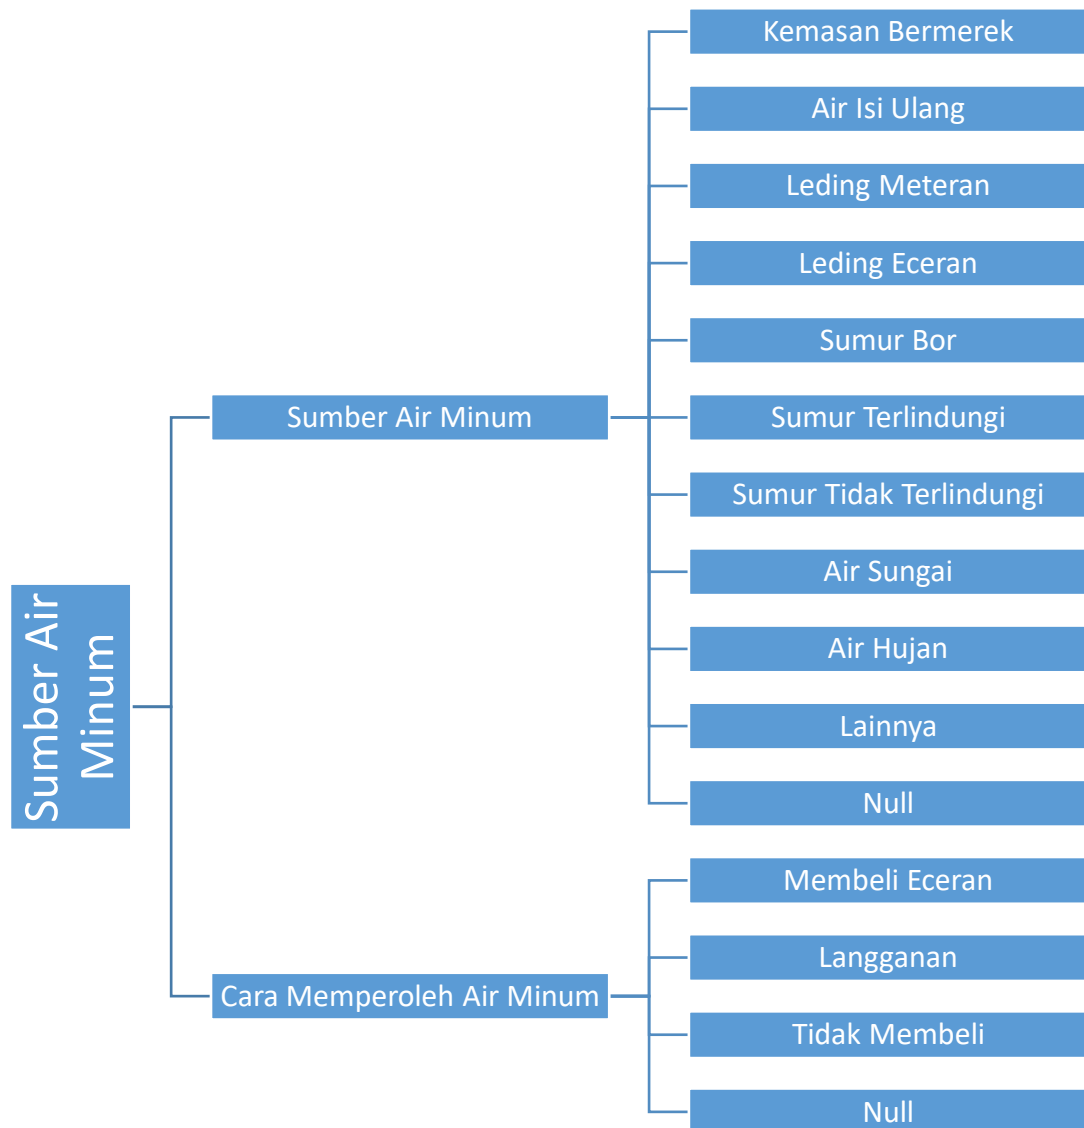 Sumber Air
Minum
Sumber Air Minum
Kemasan Bermerek
Air Isi Ulang
Leding Meteran
Leding Eceran
Sumur Bor
Sumur Terlindungi
Sumur Tidak Terlindungi
Air Sungai
Air Hujan
Lainnya
Null
Cara Memperoleh Air Minum
Membeli Eceran
Langganan
Tidak Membeli
Null